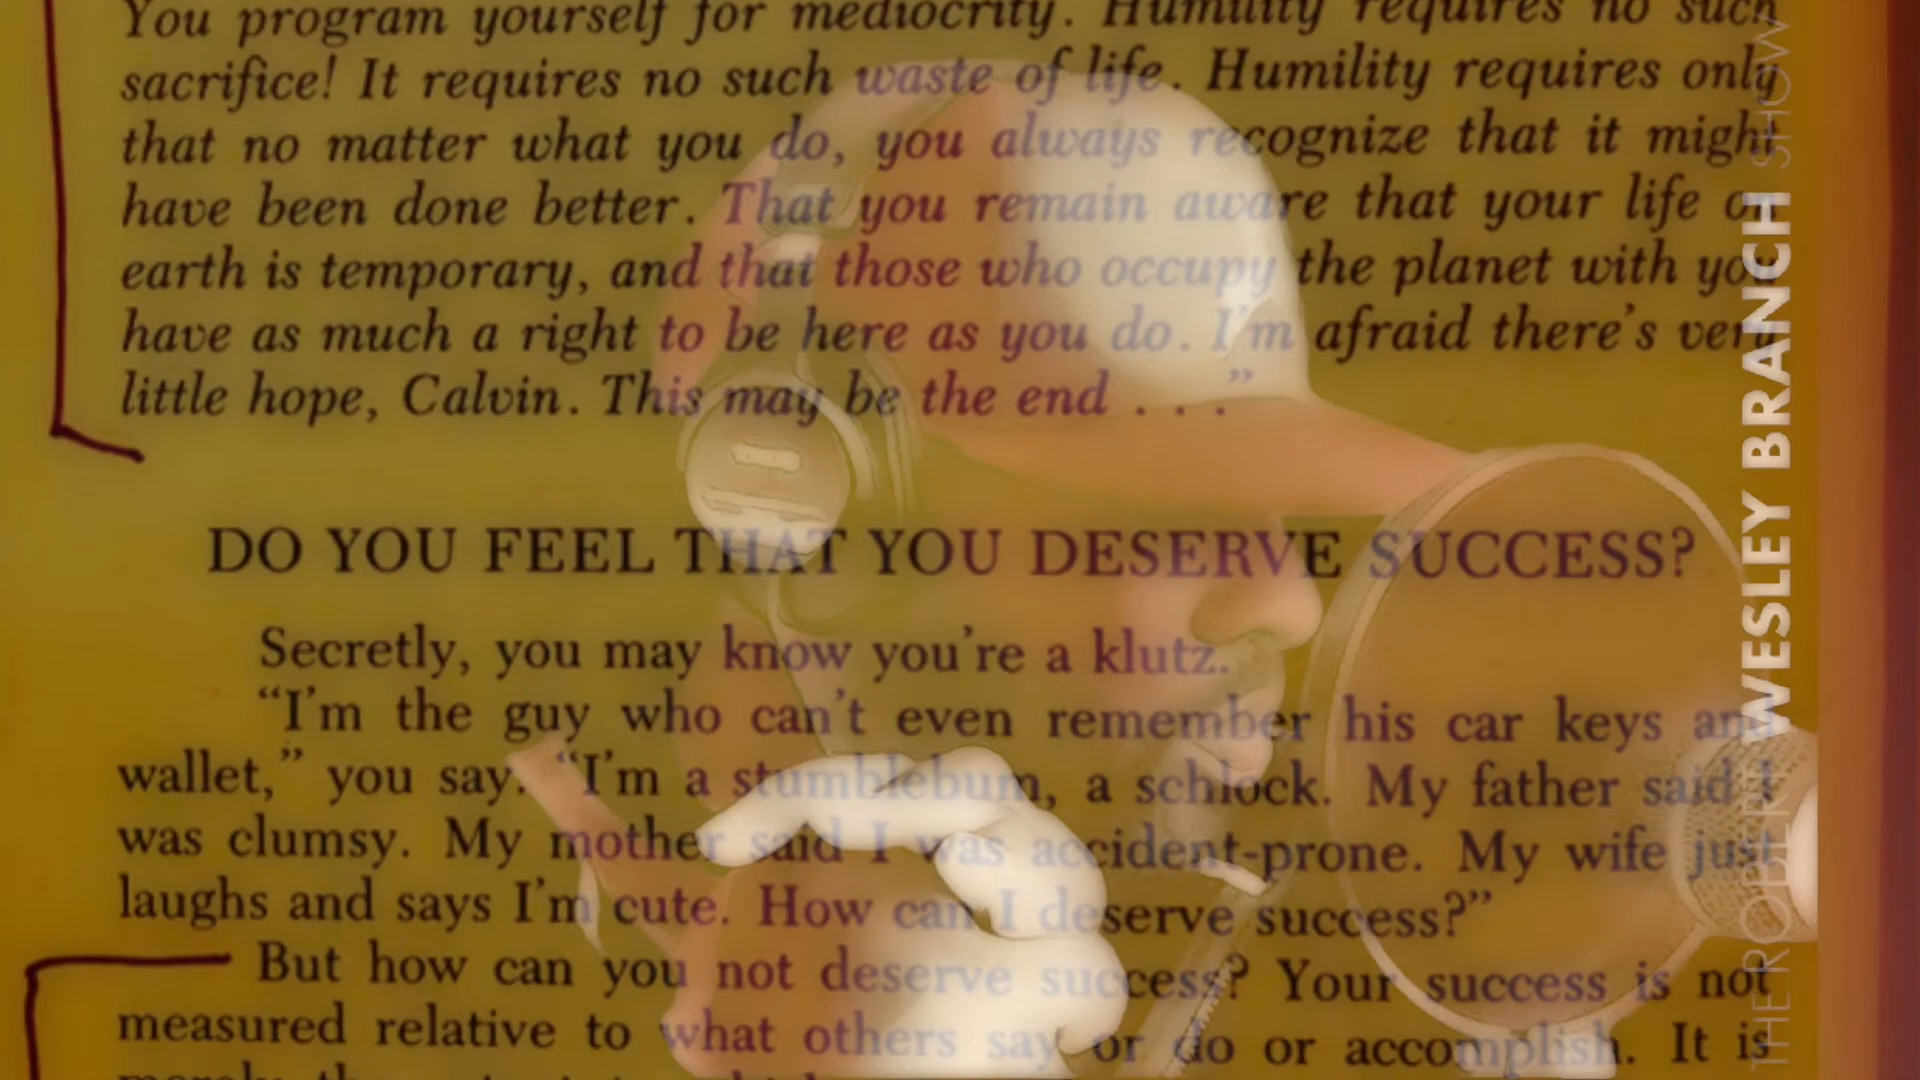 You program yourself for mediocrity. Humility requires no such
sacrifice! It requires no such waste of life. Humility requires only
that no matter what you do, you always recognize that it might
have been done better. That you remain aware that your life on
earth is temporary, and that those who occupy the planet with you
have as much a right to be here as you do. I'm afraid there's very
little hope, Calvin. This may be the end . . ."
DO YOU FEEL THAT YOU DESERVE SUCCESS?
Secretly, you may know you're a klutz.
"I'm the guy who can't even remember his car keys and
wallet," you say. "I'm a stumblebum, a schlock. My father said I
was clumsy. My mother said I was accident-prone. My wife just
laughs and says I'm cute. How can I deserve success?"
But how can you not deserve success? Your success is not
measured relative to what others say or do or accomplish. It is
THE ROBERT WESLEY BRANCH SHOW